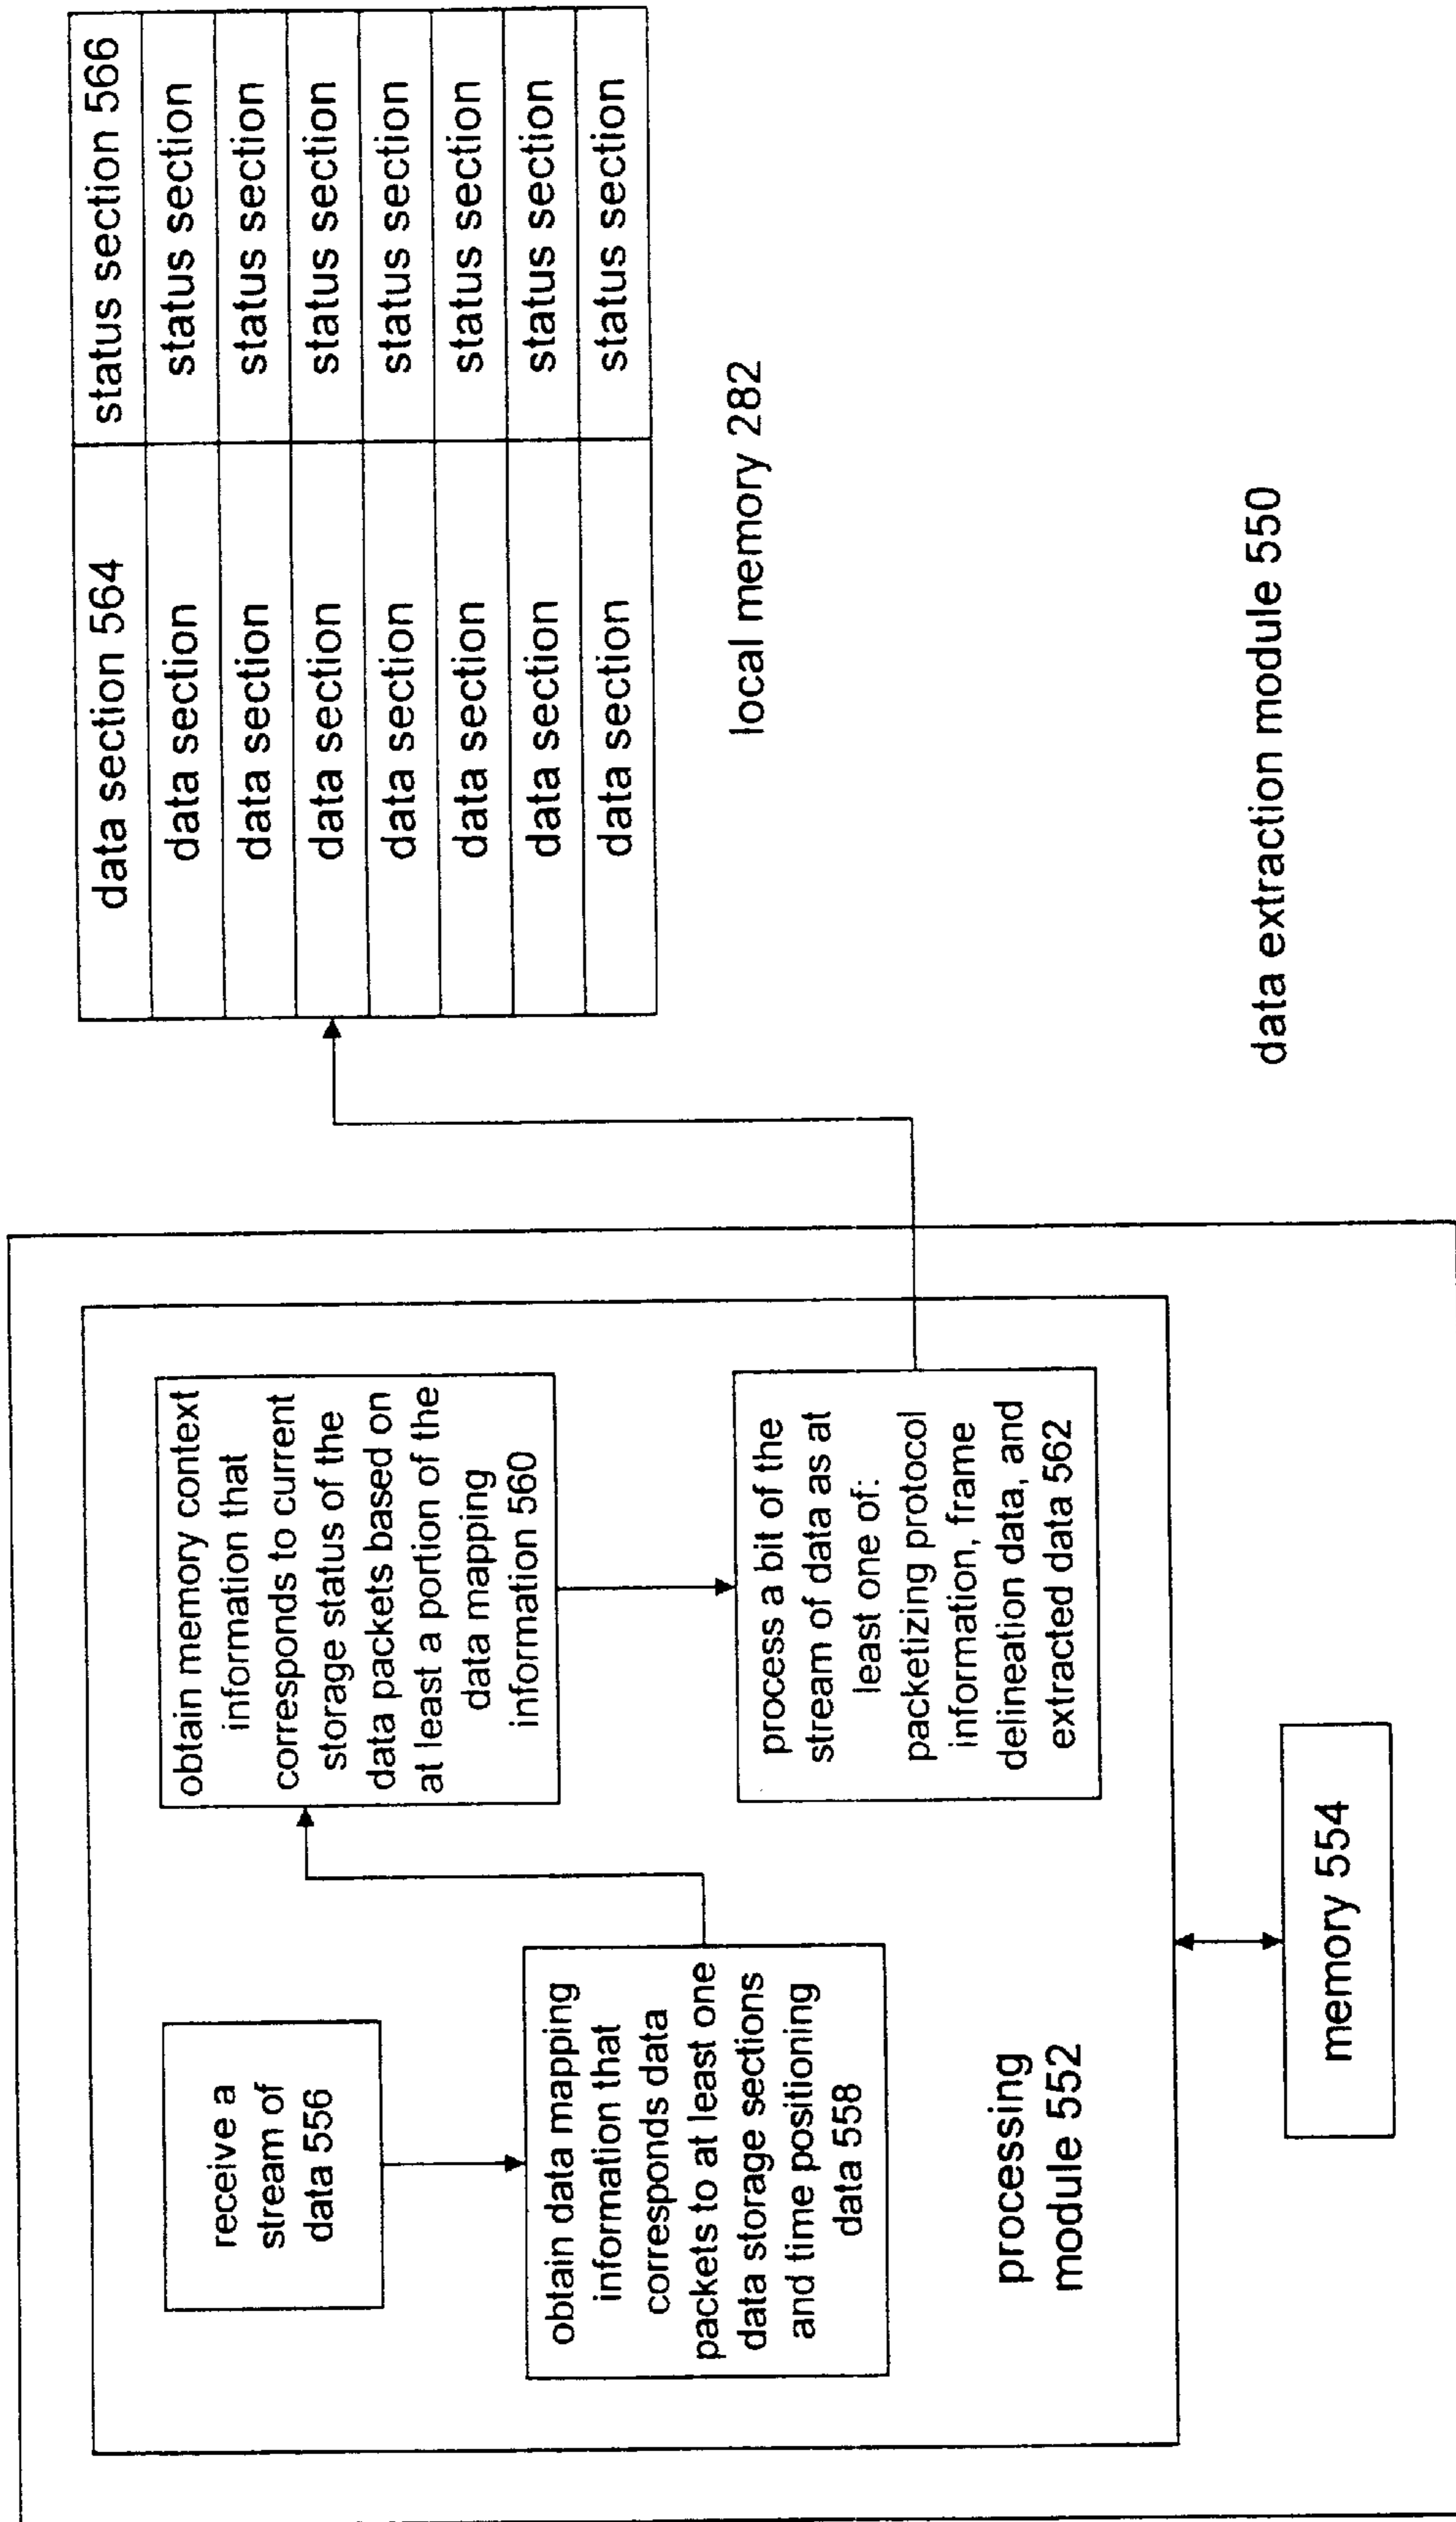 receive a
stream of
data 556
obtain data mapping
information that
corresponds data
packets to at least one
data storage sections
and time positioning
data 558
obtain memory context
information that
corresponds to current
storage status of the
data packets based on
at least a portion of the
data mapping
information 560
process a bit of the
stream of data as at
least one of:
packetizing protocol
information, frame
delineation data, and
extracted data 562
processing
module 552
memory 554
data section 564 status section 566
data section status section
data section status section
data section status section
data section status section
data section status section
data section status section
data section status section
local memory 282
data extraction module 550